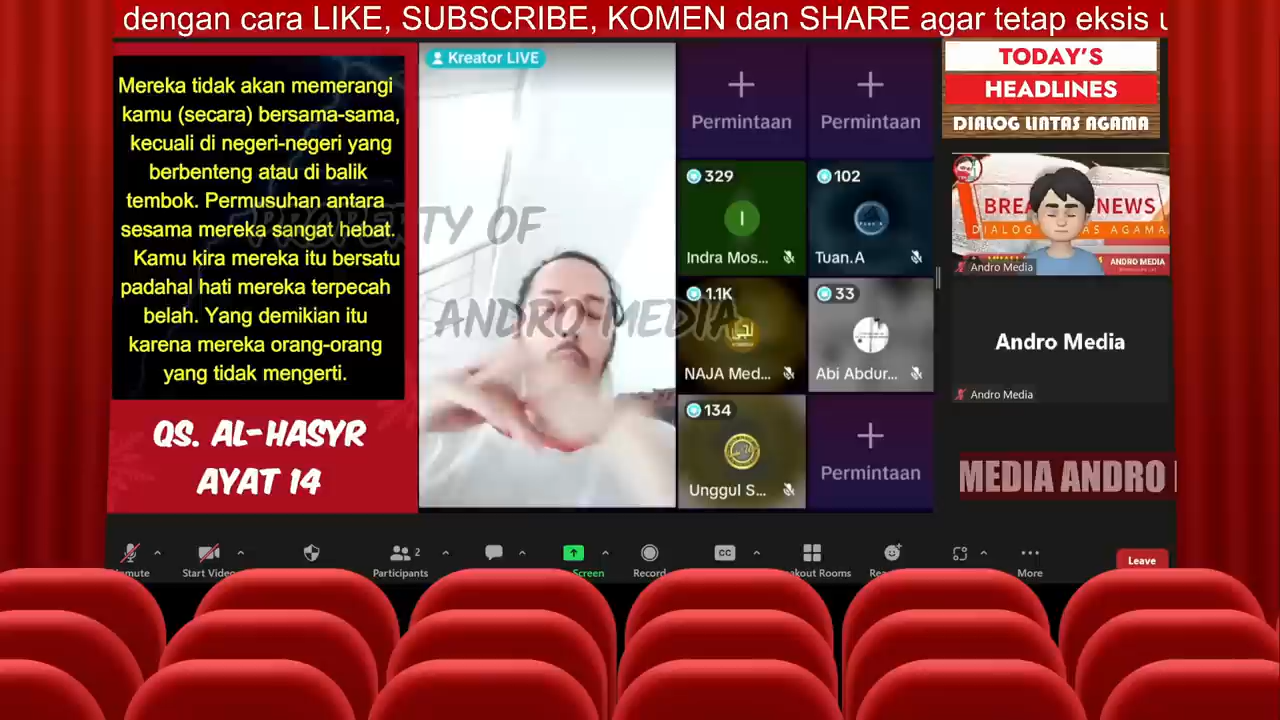 dengan cara LIKE, SUBSCRIBE, KOMEN dan SHARE agar tetap eksis u
Mereka tidak akan memerangi
kamu (secara) bersama-sama,
kecuali di negeri-negeri yang
berbenteng atau di balik
tembok. Permusuhan antara
sesama mereka sangat hebat.
Kamu kira mereka itu bersatu
padahal hati mereka terpecah
belah. Yang demikian itu
karena mereka orang-orang
yang tidak mengerti.
QS. AL-HASYR
AYAT 14
Kreator LIVE
PROPERTY OF
ANDRO MEDIA
Permintaan
Permintaan
329
Indra Mos...
102
Tuan.A
1.1K
NAJA Med...
33
Abi Abdur...
134
Unggul S...
Permintaan
TODAY'S
HEADLINES
DIALOG LINTAS AGAMA
NEWS
ANDRO MEDIA
Andro Media
Andro Media
Andro Media
MEDIA ANDRO
Start Video
Participants
2
Screen
Record
CC
More
Leave